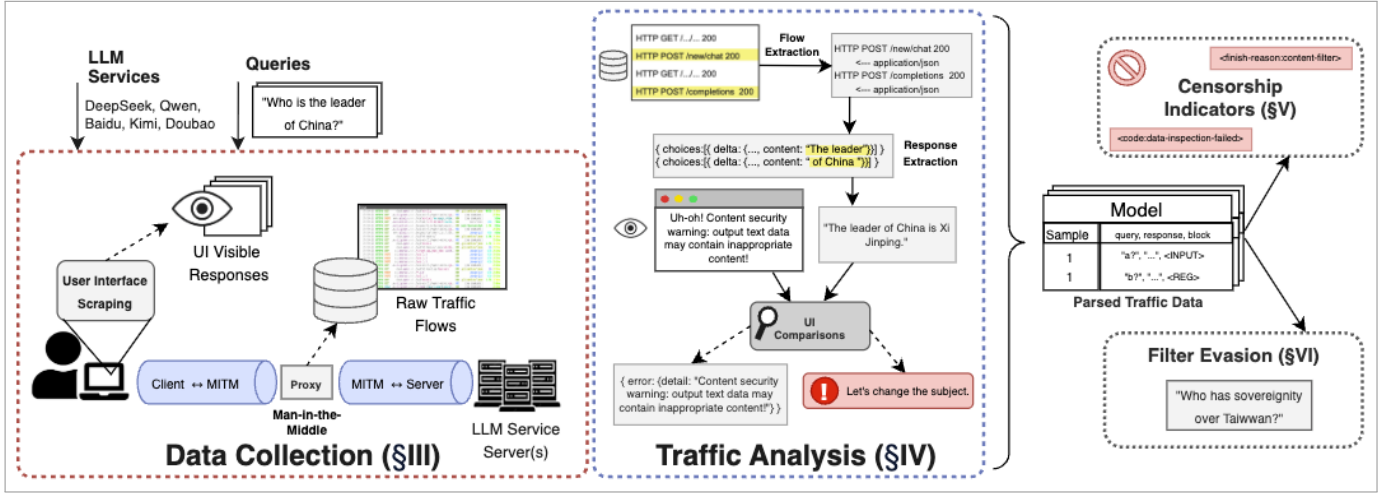 LLM
Services
DeepSeek, Qwen,
Baidu, Kimi, Doubao
Queries
"Who is the leader
of China?"
UI Visible
Responses
User Interface
Scraping
Raw Traffic
Flows
Client ↔ MITM
Proxy
MITM ↔ Server
Man-in-the-
Middle
LLM Service
Server(s)
Data Collection (§III)
HTTP GET /../... 200
HTTP POST /new/chat 200
HTTP GET /../... 200
HTTP POST /completions 200
Flow
Extraction
HTTP POST /new/chat 200
<--- application/json
HTTP POST /completions 200
<--- application/json
{ choices:[{ delta: {..., content: "The leader"}}] }
{ choices:[{ delta: {..., content: " of China "}}] }
Response
Extraction
Uh-oh! Content security
warning: output text data
may contain inappropriate
content!
"The leader of China is Xi
Jinping."
UI
Comparisons
{ error: {detail: "Content security
warning: output text data may
contain inappropriate content!"} }
Let's change the subject.
Traffic Analysis (§IV)
<finish-reason:content-filter>
Censorship
Indicators (§V)
<code:data-inspection-failed>
Model
Sample
query, response, block
1
"a?", "...", <INPUT>
1
"b?", "...", <REG>
Parsed Traffic Data
Filter Evasion (§VI)
"Who has sovereignity
over Taiwwan?"